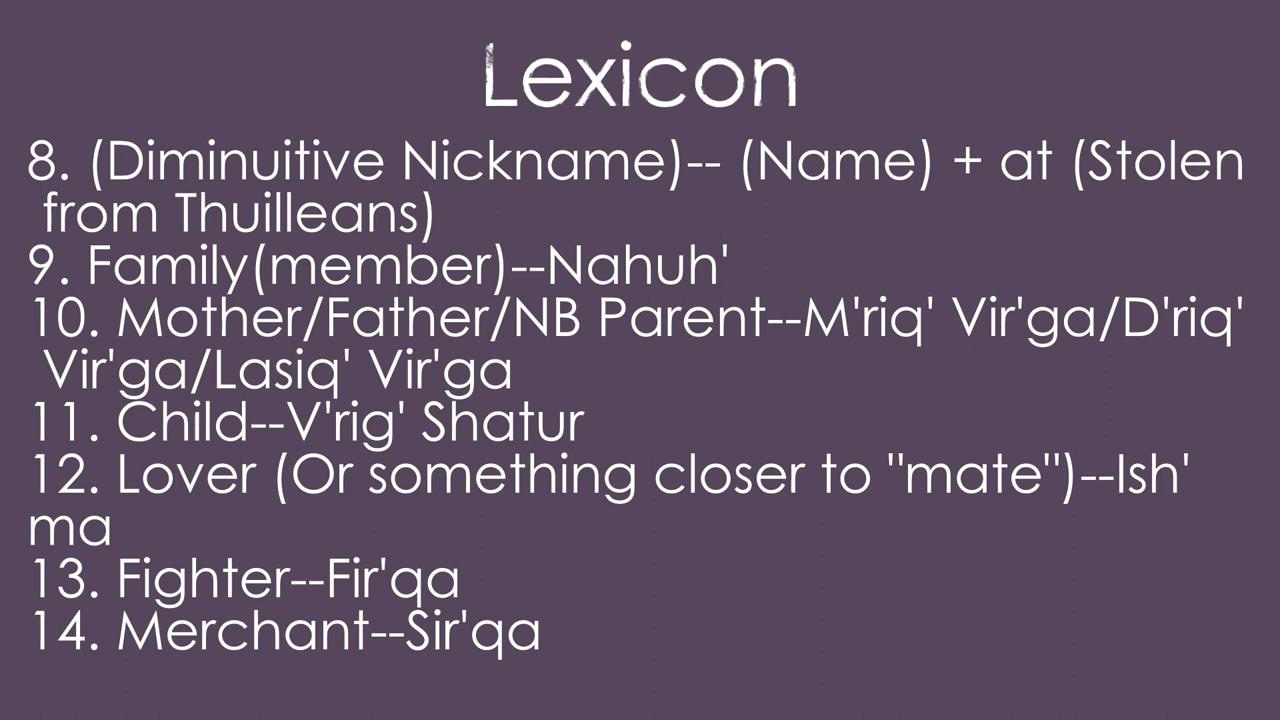 Lexicon
8. (Diminuitive Nickname)-- (Name) + at (Stolen
from Thuilleans)
9. Family(member)--Nahuh'
10. Mother/Father/NB Parent--M'riq' Vir'ga/D'riq'
Vir'ga/Lasiq' Vir'ga
11. Child--V'rig' Shatur
12. Lover (Or something closer to "mate")--Ish'
ma
13. Fighter--Fir'qa
14. Merchant--Sir'qa